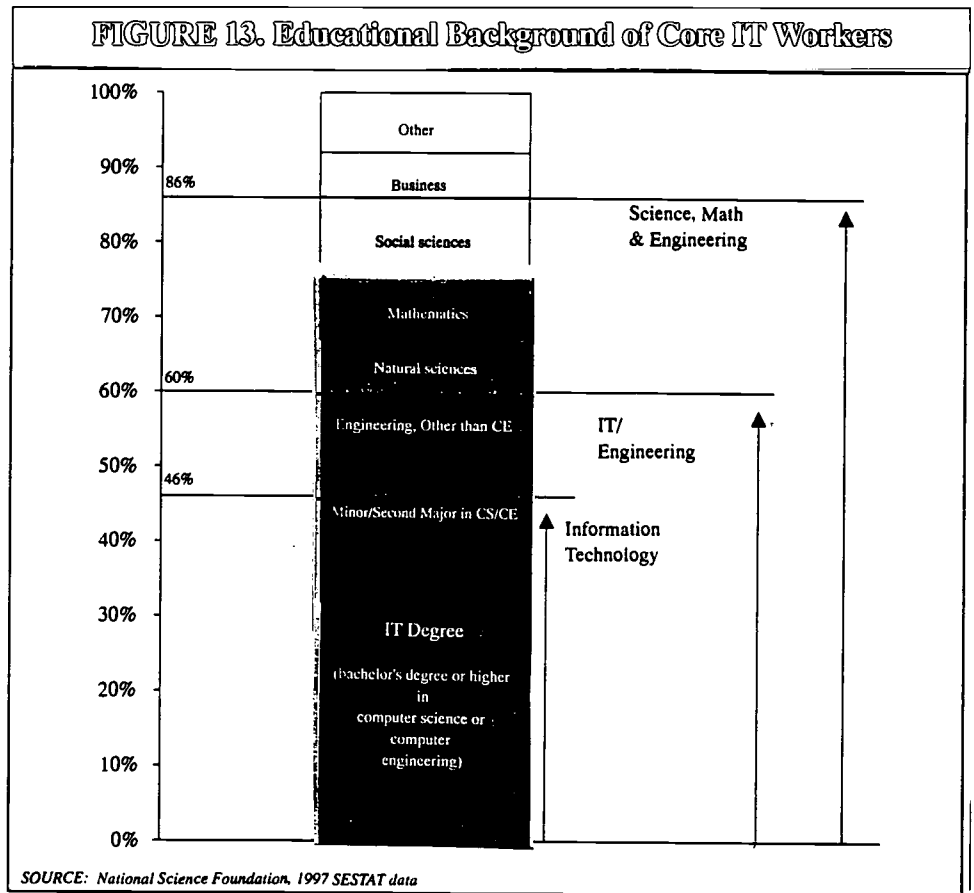 FIGURE 13. Educational Background of Core IT Workers
100%
90%
86%
80%
70%
60%
60%
50%
46%
40%
30%
20%
10%
0%
Other
Business
Social sciences
Mathematics
Natural sciences
Engineering, Other than CE
Minor/Second Major in CS/CE
IT Degree
(bachelor's degree or higher
in
computer science or
computer
engineering)
Science, Math
& Engineering
IT/
Engineering
Information
Technology
SOURCE: National Science Foundation, 1997 SESTAT data